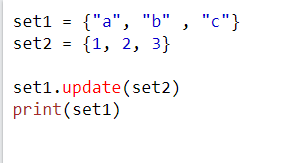 set1 = {"a", "b" , "c"}
set2 = {1, 2, 3}
set1.update(set2)
print(set1)